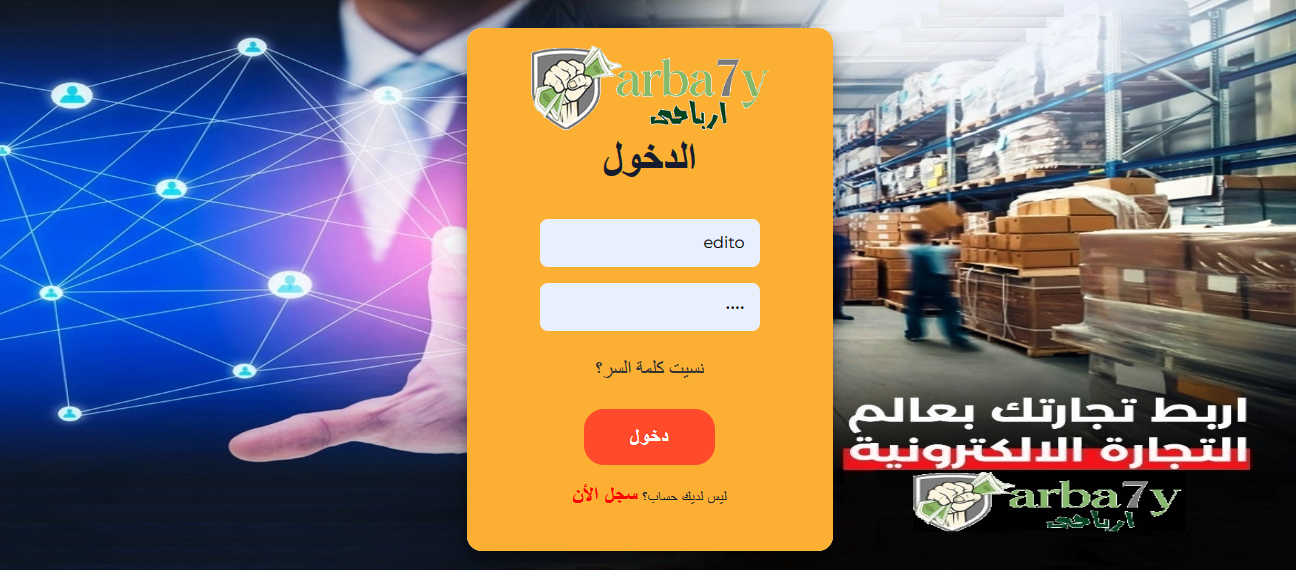 arba7y
ارباحى
الدخول
edito
····
نسيت كلمة السر؟
دخول
ليس لديك حساب؟ سجل الأن
اربط تجارتك بعالم
التجارة الالكترونية
arba7y
ارباحى